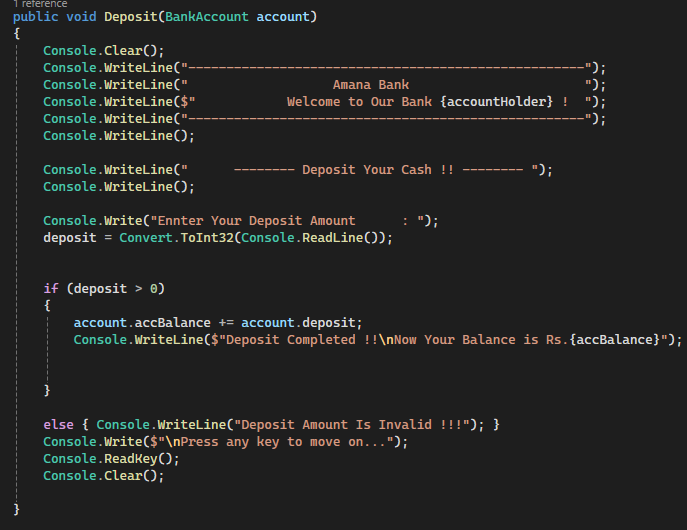 1 reference
public void Deposit(BankAccount account)
{
Console.Clear();
Console.WriteLine("----------------------------------------------------");
Console.WriteLine("                   Amana Bank                       ");
Console.WriteLine($"            Welcome to Our Bank {accountHolder} !  ");
Console.WriteLine("----------------------------------------------------");
Console.WriteLine();
Console.WriteLine("      -------- Deposit Your Cash !! -------- ");
Console.WriteLine();
Console.Write("Ennter Your Deposit Amount      : ");
deposit = Convert.ToInt32(Console.ReadLine());
if (deposit > 0)
{
account.accBalance += account.deposit;
Console.WriteLine($"Deposit Completed !!\nNow Your Balance is Rs.{accBalance}");
}
else { Console.WriteLine("Deposit Amount Is Invalid !!!"); }
Console.Write($"\nPress any key to move on...");
Console.ReadKey();
Console.Clear();
}